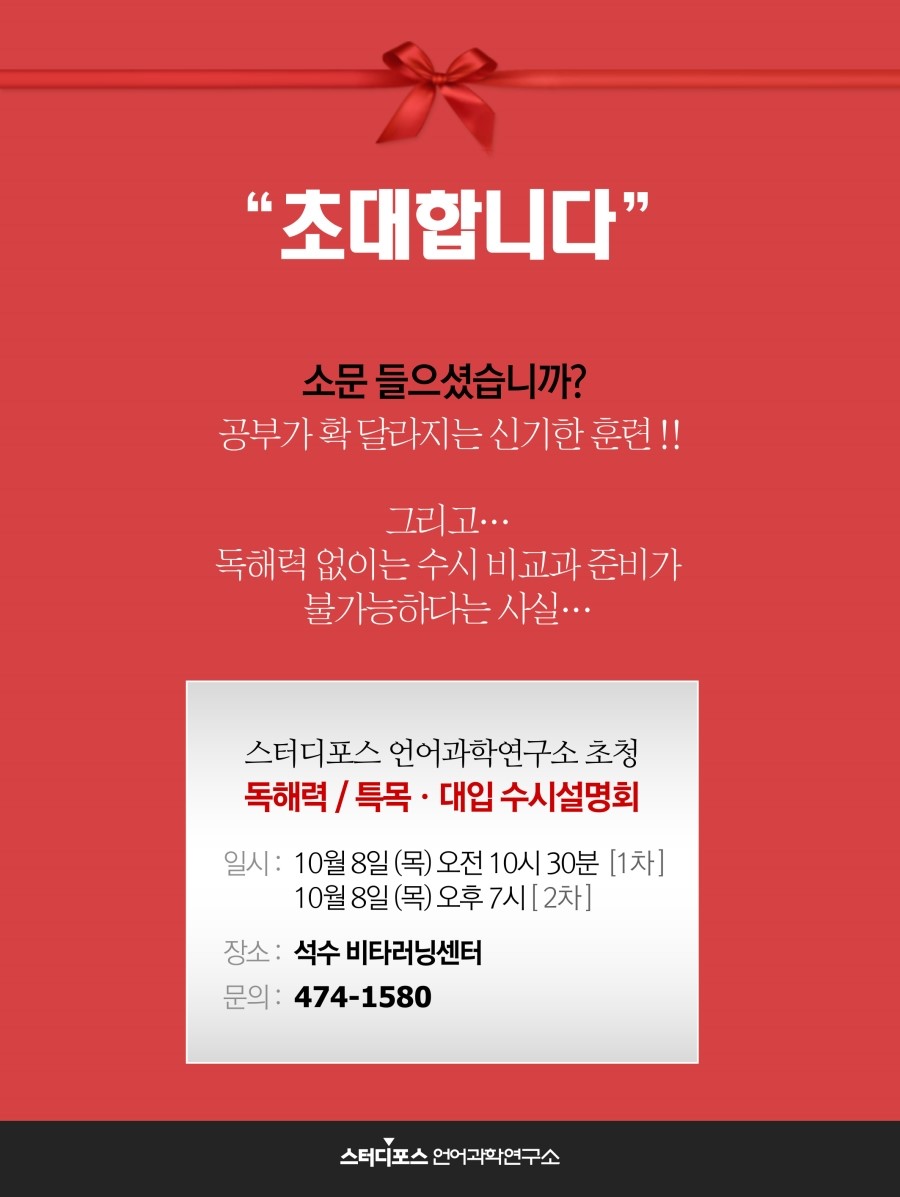 “초대합니다”
소문 들으셨습니까?
공부가 확 달라지는 신기한 훈련 !!
그리고…
독해력 없이는 수시 비교과 준비가
불가능하다는 사실…
스터디포스 언어과학연구소 초청
독해력 / 특목 · 대입 수시설명회
일시 : 10월 8일 (목) 오전 10시 30분 [1차]
10월 8일 (목) 오후 7시 [ 2차 ]
장소 : 석수 비타러닝센터
문의 : 474-1580
스터디포스 언어과학연구소